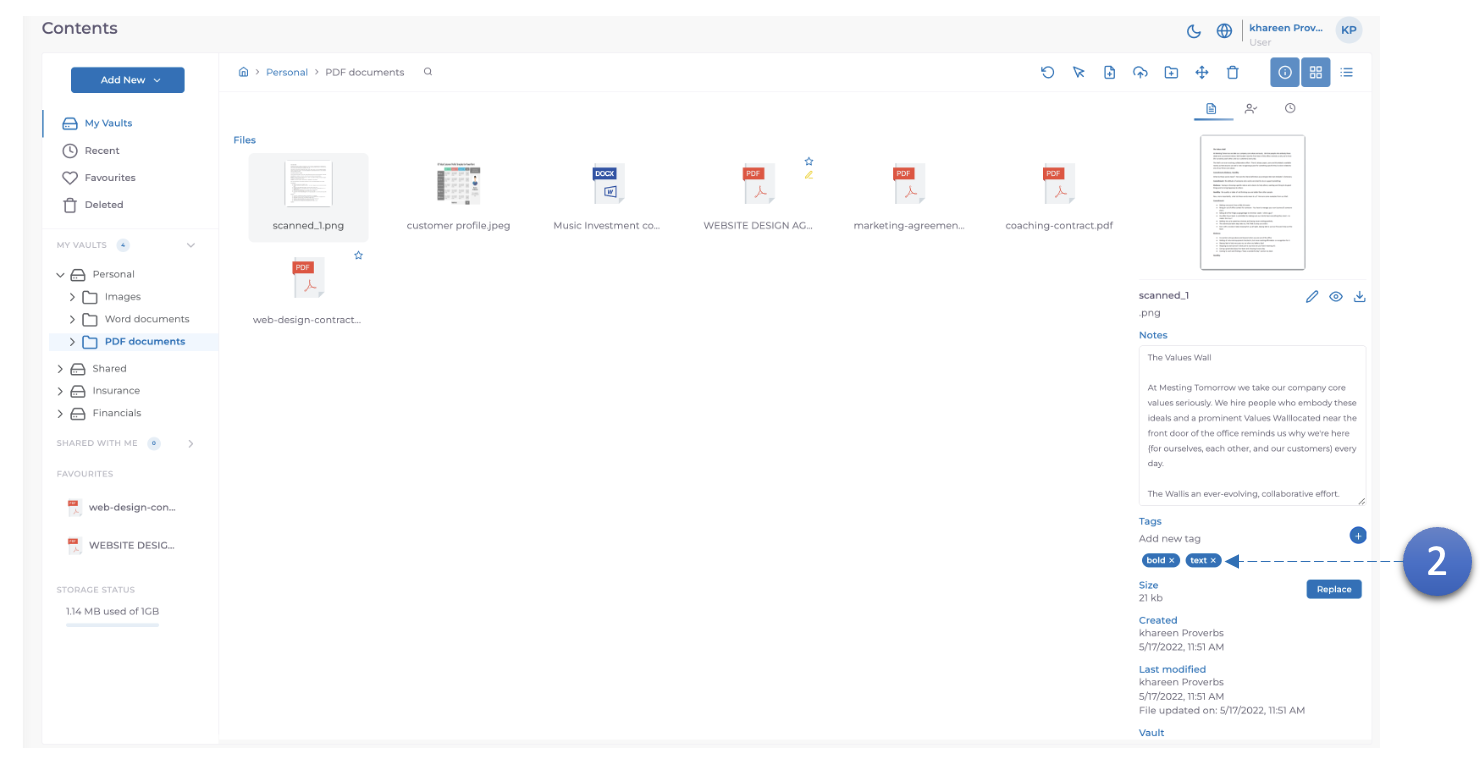 Contents
khareen Prov...
KP
User
Add New
Personal
PDF documents
My Vaults
Recent
Favourites
Deleted
MY VAULTS 4
Personal
Images
Word documents
PDF documents
Shared
Insurance
Financials
SHARED WITH ME 0
FAVOURITES
web-design-con...
WEBSITE DESIG...
STORAGE STATUS
1.14 MB used of 1GB
Files
scanned_1.png
customer profile.jpeg
DOCX
Music Investment co...
PDF
WEBSITE DESIGN AG...
PDF
marketing-agreemen...
PDF
coaching-contract.pdf
PDF
web-design-contract...
scanned_1
.png
Notes
The Values Wall
At Mesting Tomorrow we take our company core
values seriously. We hire people who embody these
ideals and a prominent Values Walllocated near the
front door of the office reminds us why we're here
(for ourselves, each other, and our customers) every
day.
The Wallis an ever-evolving, collaborative effort.
Tags
Add new tag
bold × text ×
2
Size
21 kb
Replace
Created
khareen Proverbs
5/17/2022, 11:51 AM
Last modified
khareen Proverbs
5/17/2022, 11:51 AM
File updated on: 5/17/2022, 11:51 AM
Vault